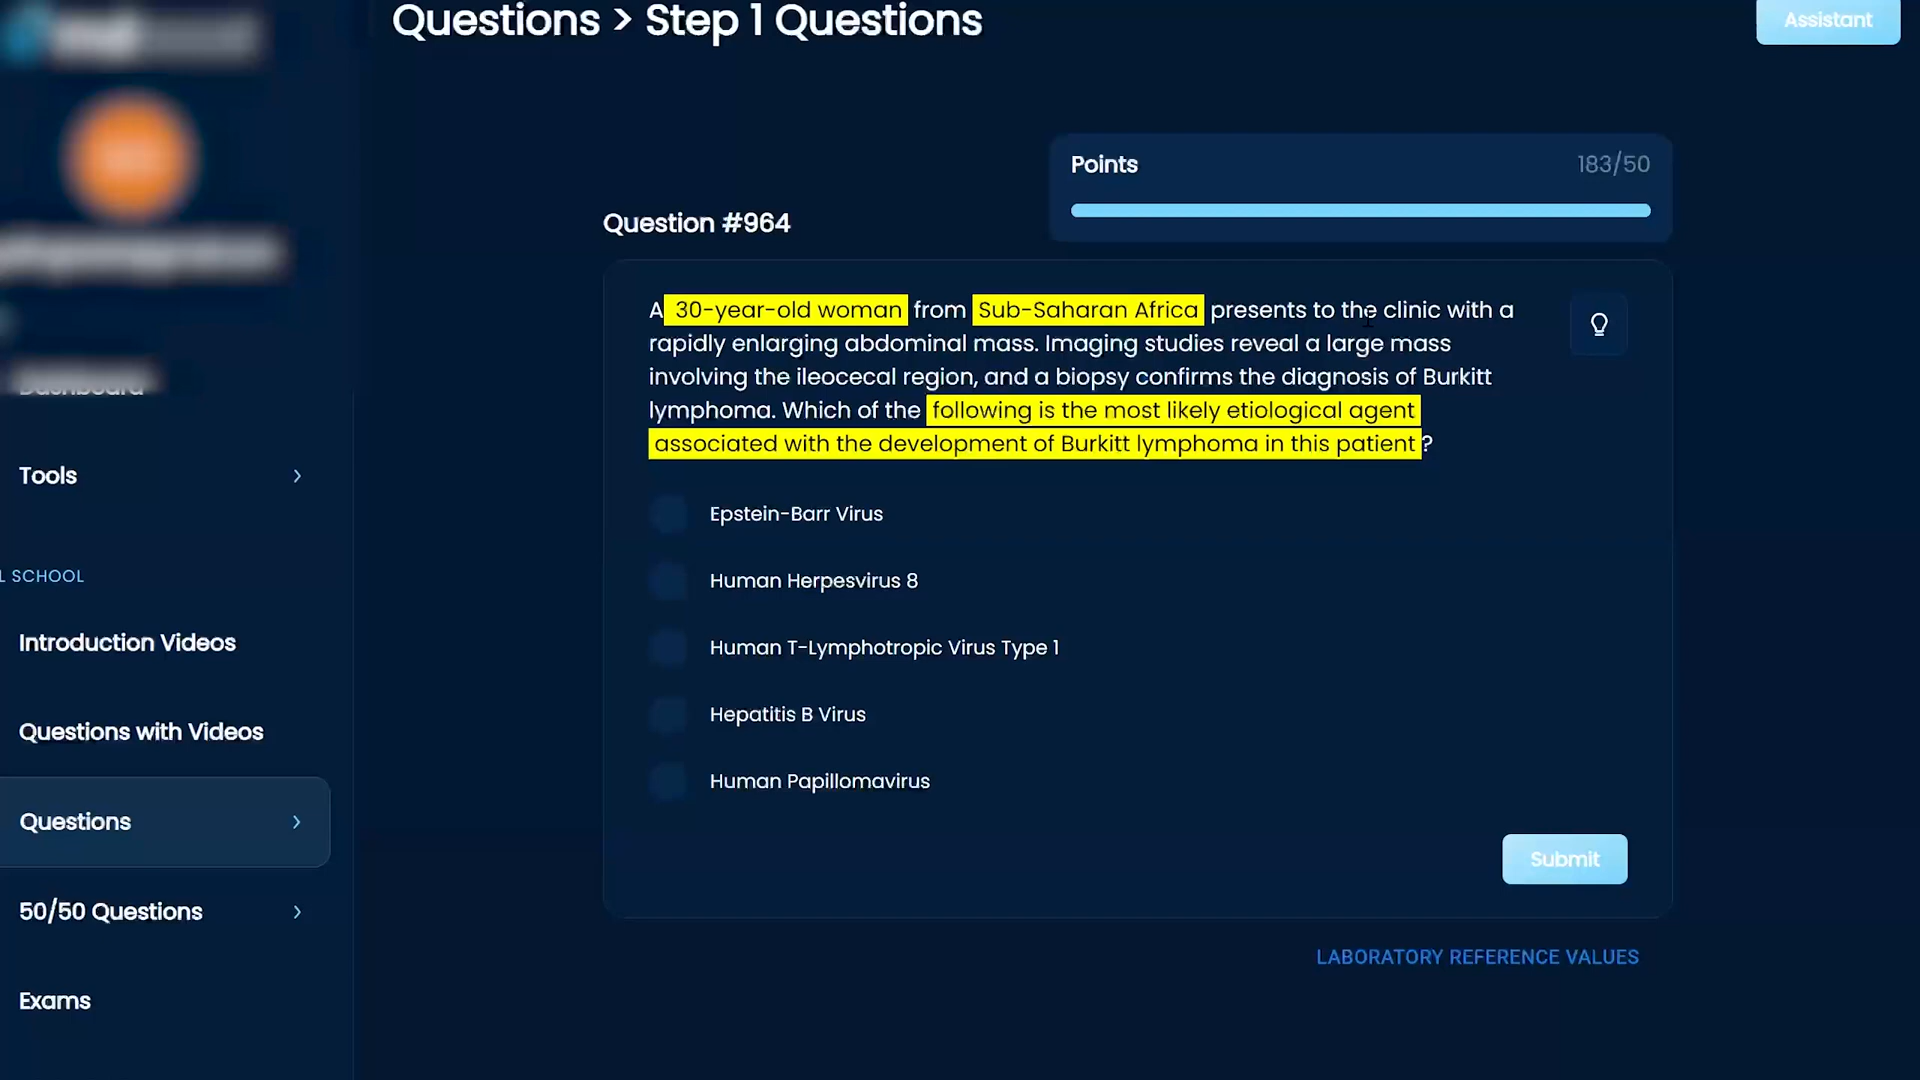 Questions > Step 1 Questions
Assistant
Points 183/50
Question #964
A 30-year-old woman from Sub-Saharan Africa presents to the clinic with a
rapidly enlarging abdominal mass. Imaging studies reveal a large mass
involving the ileocecal region, and a biopsy confirms the diagnosis of Burkitt
lymphoma. Which of the following is the most likely etiological agent
associated with the development of Burkitt lymphoma in this patient?
Epstein-Barr Virus
Human Herpesvirus 8
Human T-Lymphotropic Virus Type 1
Hepatitis B Virus
Human Papillomavirus
Submit
LABORATORY REFERENCE VALUES
Dashboard
Tools
L SCHOOL
Introduction Videos
Questions with Videos
Questions
50/50 Questions
Exams